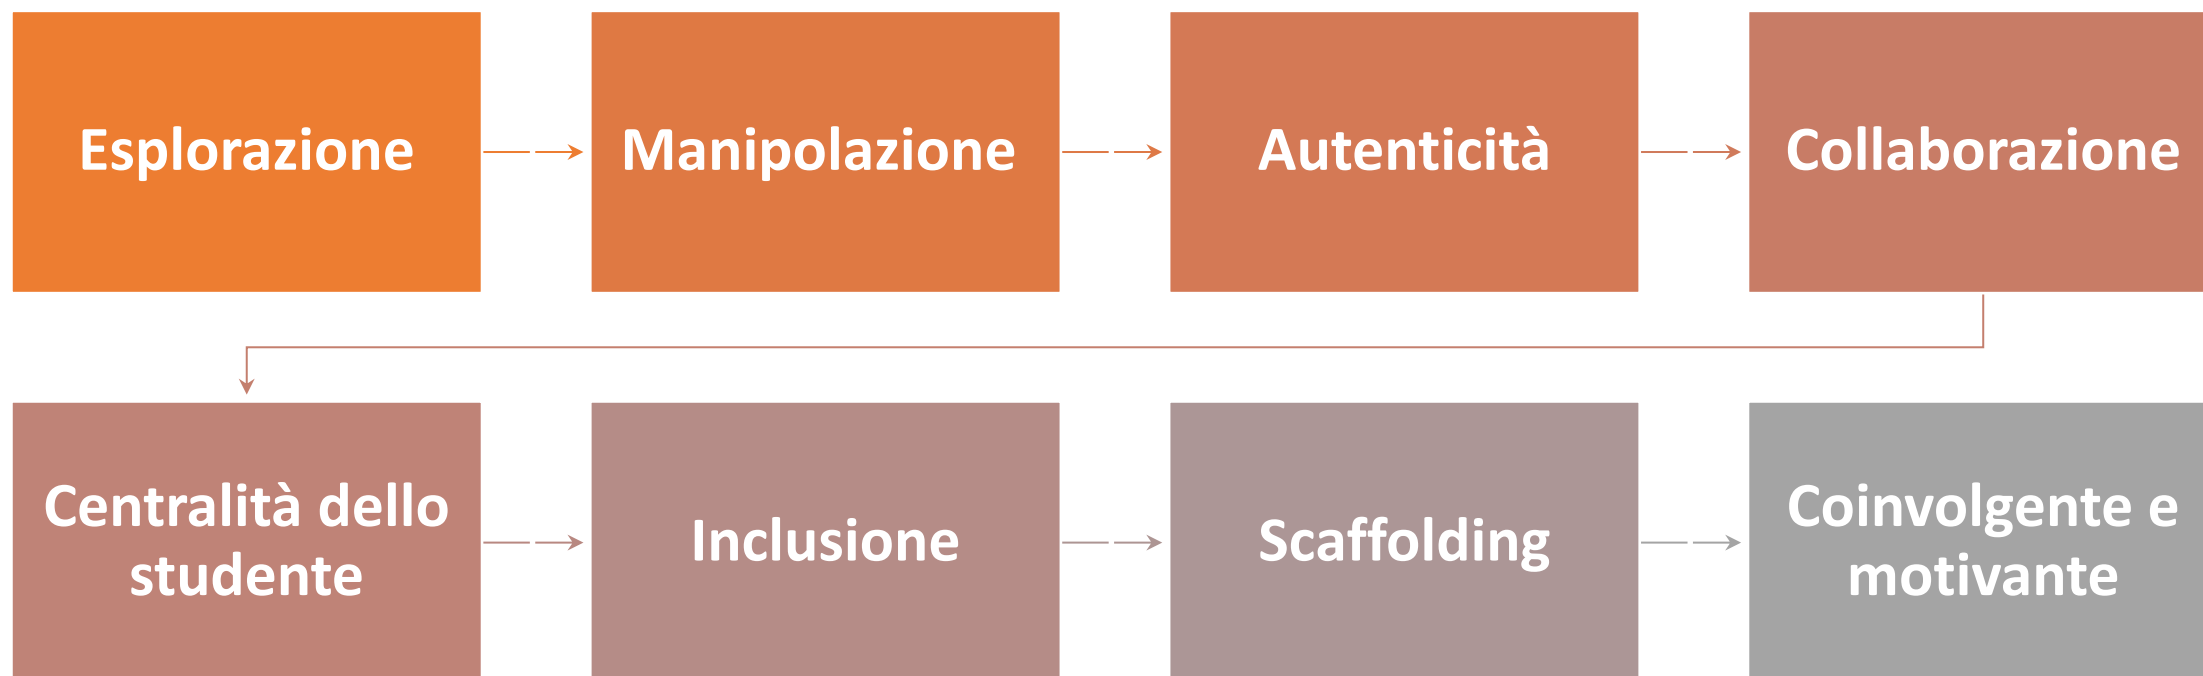 Esplorazione
Manipolazione
Autenticità
Collaborazione
Centralità dello
studente
Inclusione
Scaffolding
Coinvolgente e
motivante